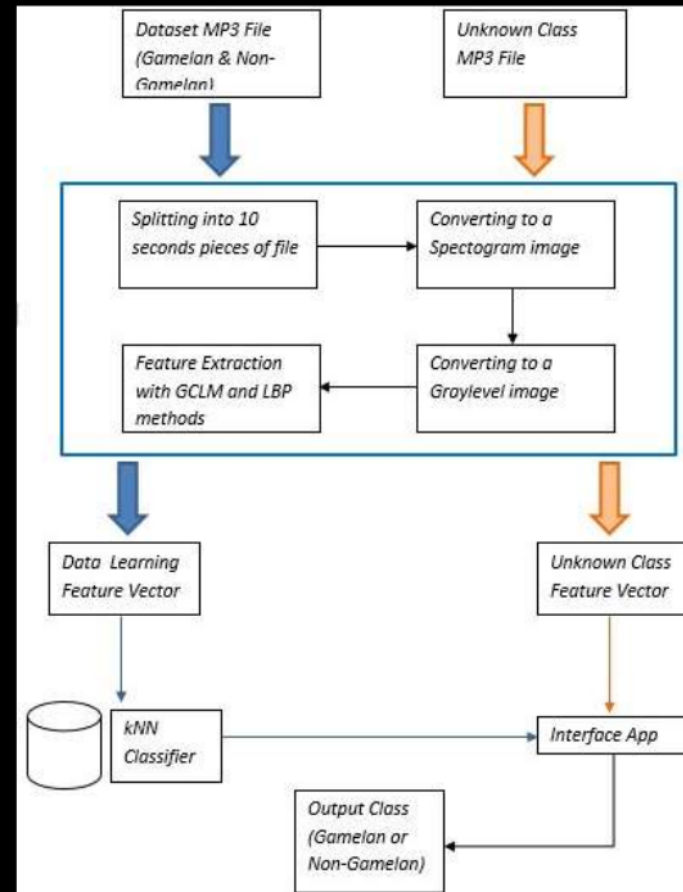 Dataset MP3 File
(Gamelan & Non-
Gamelan)
Unknown Class
MP3 File
Splitting into 10
seconds pieces of file
Converting to a
Spectogram image
Feature Extraction
with GCLM and LBP
methods
Converting to a
Graylevel image
Data Learning
Feature Vector
Unknown Class
Feature Vector
kNN
Classifier
Interface App
Output Class
(Gamelan or
Non-Gamelan)